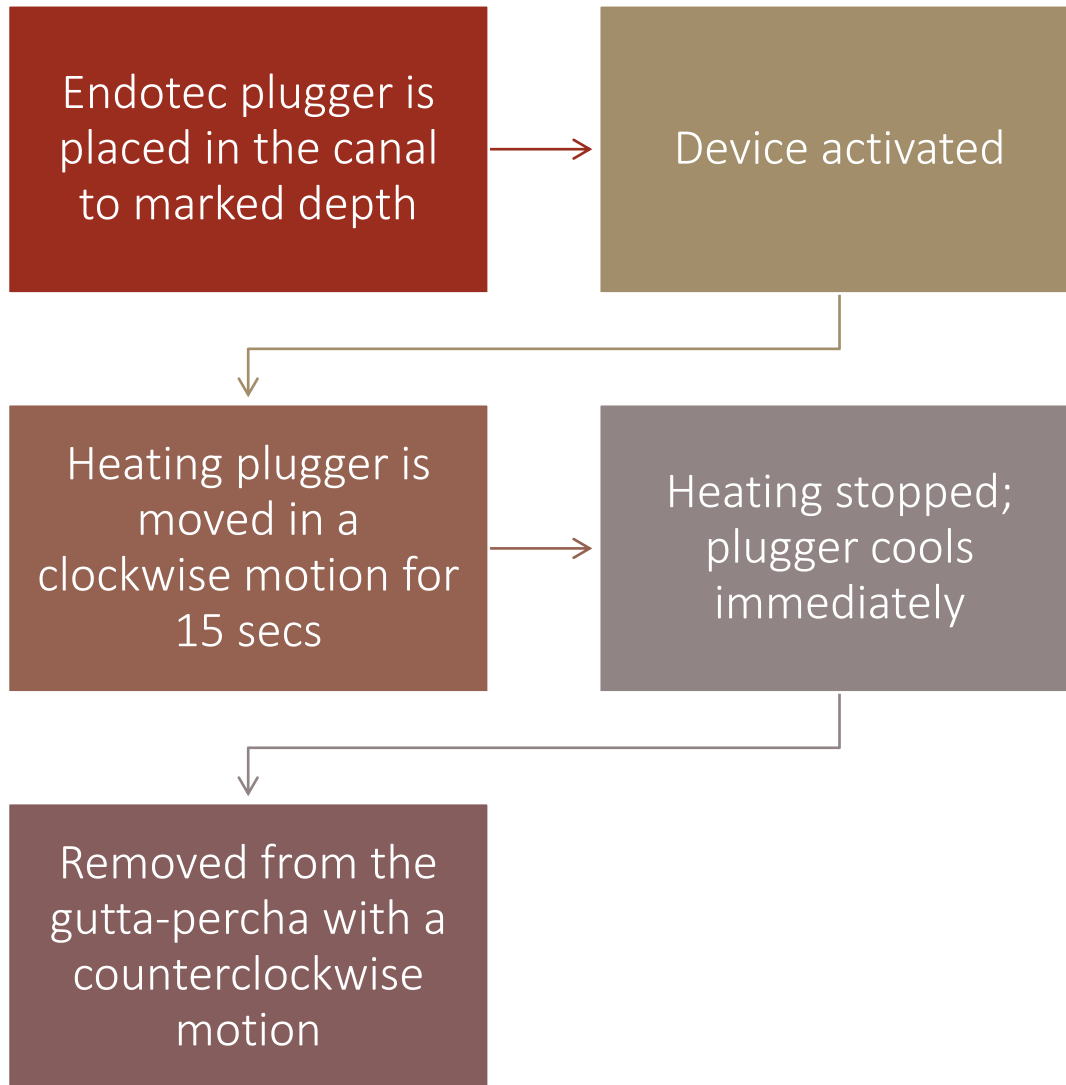 Endotec plugger is
placed in the canal
to marked depth
Device activated
Heating plugger is
moved in a
clockwise motion for
15 secs
Heating stopped;
plugger cools
immediately
Removed from the
gutta-percha with a
counterclockwise
motion